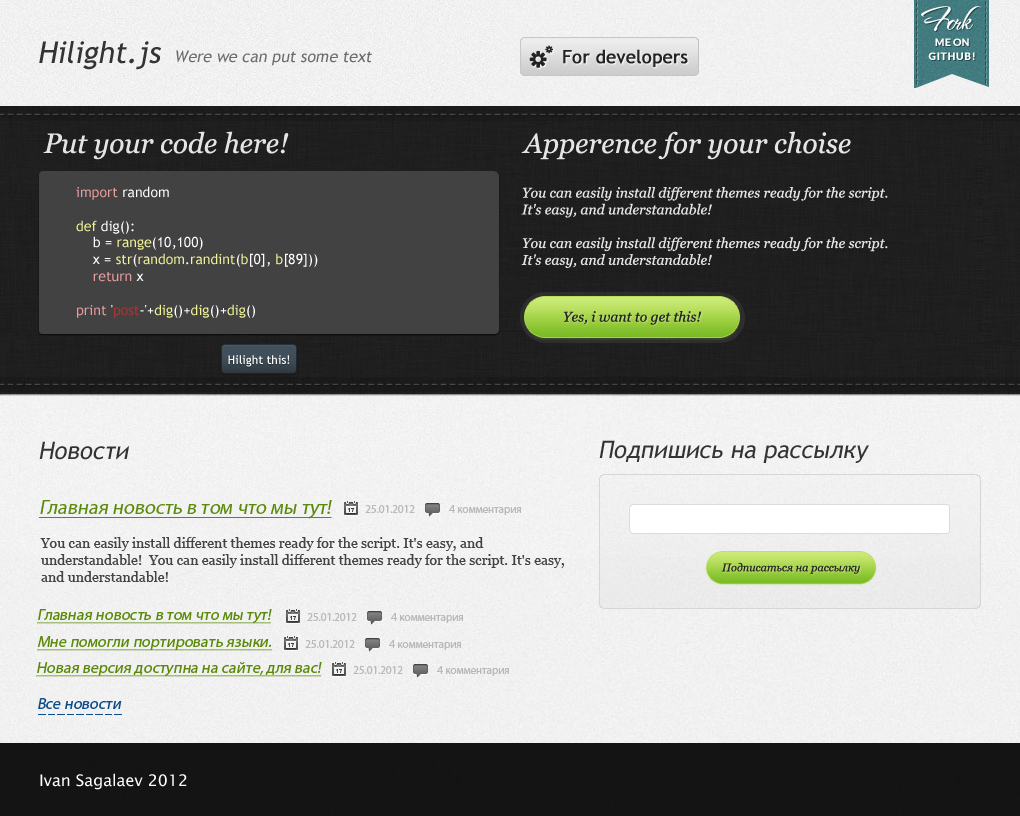 Hilight.js
Were we can put some text
For developers
Fork
ME ON
GITHUB!
Put your code here!
import random
def dig():
b = range(10,100)
x = str(random.randint(b[0], b[89]))
return x
print 'post-'+dig()+dig()+dig()
Hilight this!
Apperence for your choise
You can easily install different themes ready for the script.
It's easy, and understandable!
You can easily install different themes ready for the script.
It's easy, and understandable!
Yes, i want to get this!
Новости
Главная новость в том что мы тут! 17 25.01.2012 4 комментария
You can easily install different themes ready for the script. It's easy, and
understandable! You can easily install different themes ready for the script. It's easy,
and understandable!
Главная новость в том что мы тут! 17 25.01.2012 4 комментария
Мне помогли портировать языки. 17 25.01.2012 4 комментария
Новая версия доступна на сайте, для вас! 17 25.01.2012 4 комментария
Все новости
Подпишись на рассылку
Подписаться на рассылку
Ivan Sagalaev 2012